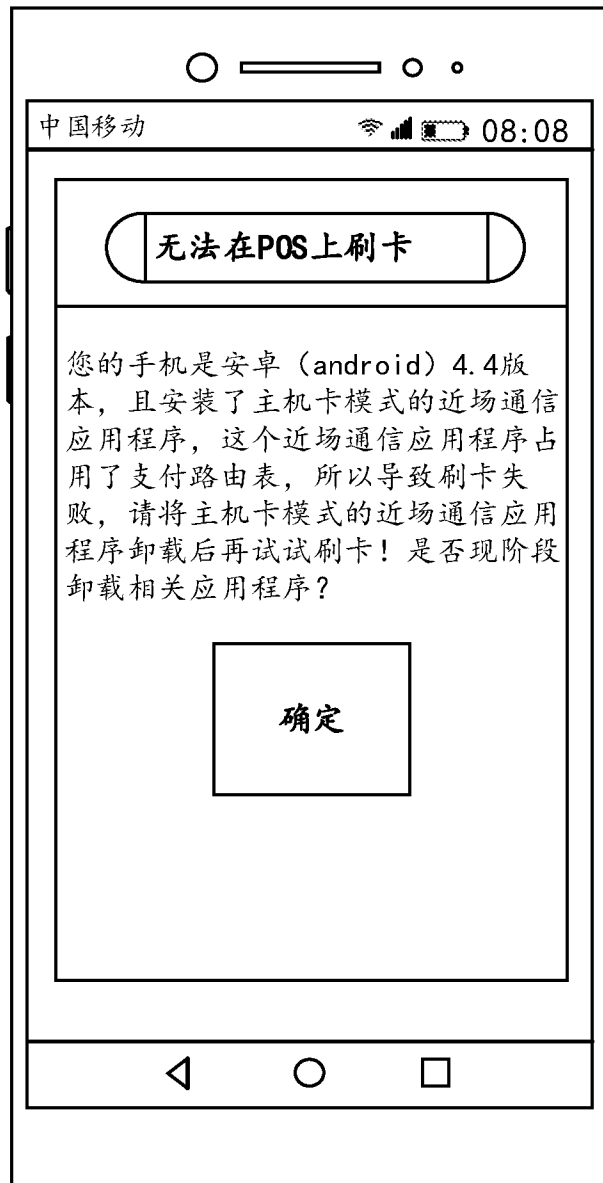 中国移动
08:08
无法在POS上刷卡
您的手机是安卓（android）4.4版
本，且安装了主机卡模式的近场通信
应用程序，这个近场通信应用程序占
用了支付路由表，所以导致刷卡失
败，请将主机卡模式的近场通信应用
程序卸载后再试试刷卡！是否现阶段
卸载相关应用程序？
确定